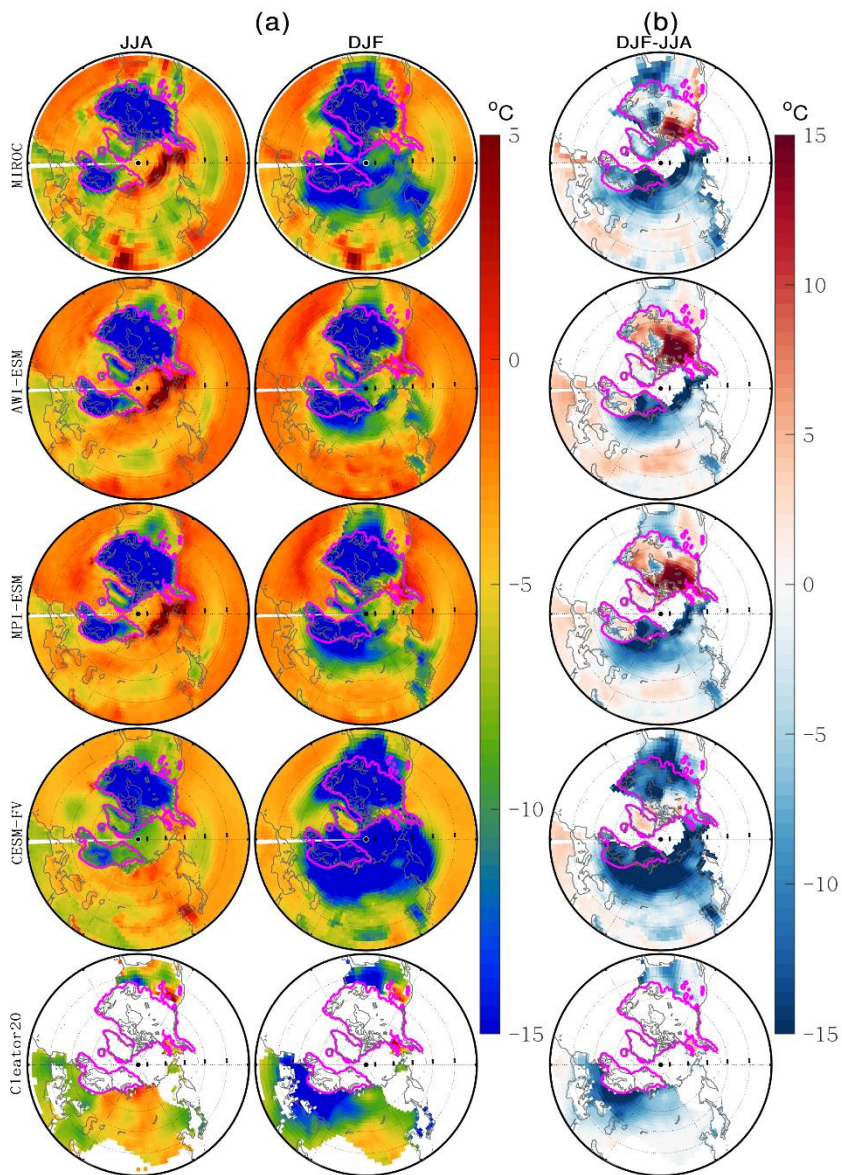 (a) (b)
JJA DJF DJF-JJA
°C °C
MIROC
5 15
10
AWI-ESM
0
5
MPI-ESM
-5 0
-5
CESM-FV
-10
-10
Cleator20
-15 -15